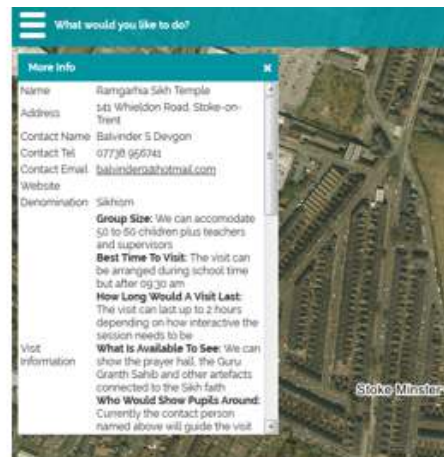 What would you like to do?
More Info
Name Ramgarhia Sikh Temple
Address 141 Whieldon Road, Stoke-on-
Trent
Contact Name Balvinder S Devgon
Contact Tel 07738 956741
Contact Email
Website
Denomination Sikhism
Group Size: We can accomodate
50 to 60 children plus teachers
and supervisors
Best Time To Visit: The visit can
be arranged during school time
but after 09:30 am
How Long Would A Visit Last:
The visit can last up to 2 hours
depending on how interactive the
session needs to be
Visit Information
What Is Available To See: We can
show the prayer hall, the Guru
Granth Sahib and other artefacts
connected to the Sikh faith
Who Would Show Pupils Around:
Currently the contact person
named above will guide the visit
Stoke Minster